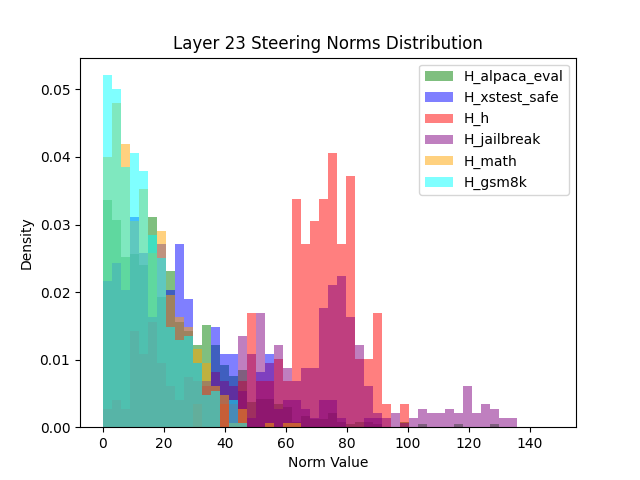 Layer 23 Steering Norms Distribution
H_alpaca_eval
H_xstest_safe
H_h
H_jailbreak
H_math
H_gsm8k
0.05
0.04
0.03
0.02
0.01
0.00
Density
0 20 40 60 80 100 120 140
Norm Value